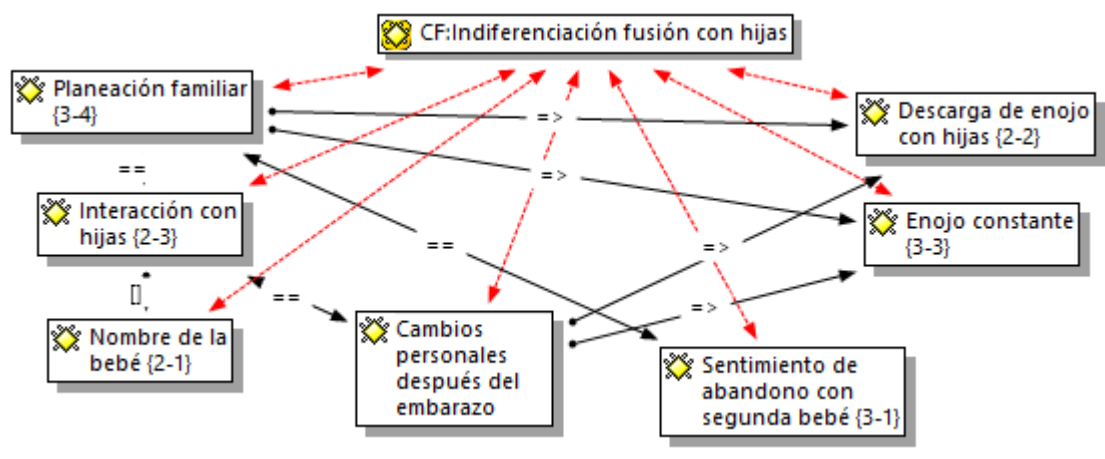 CF:Indiferenciación fusión con hijas
Planeación familiar
{3-4}
Descarga de enojo
con hijas {2-2}
=>
=>
==
Interacción con
hijas {2-3}
Enojo constante
{3-3}
==
=>
[]
==
=>
Nombre de la
bebé {2-1}
Cambios
personales
después del
embarazo
Sentimiento de
abandono con
segunda bebé {3-1}